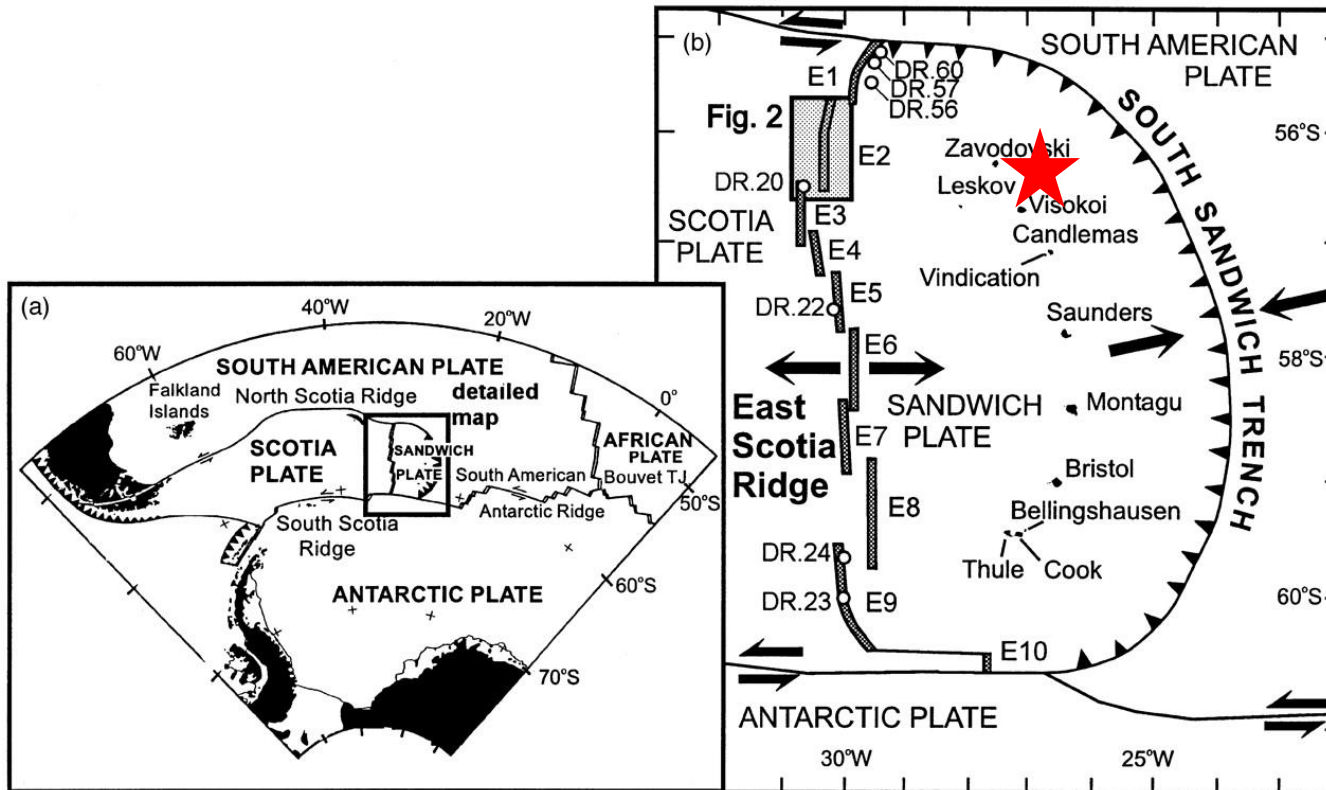 (b)
SOUTH AMERICAN
PLATE
E1
DR.60
DR.57
DR.56
Fig. 2
E2
56°S
Zavodovski
DR.20
Leskov
Visokoi
E3
SCOTIA
PLATE
Candlemas
E4
Vindication
E5
DR.22
Saunders
E6
58°S
SOUTH SANDWICH TRENCH
East
Scotia
Ridge
SANDWICH
PLATE
Montagu
E7
Bristol
E8
Bellingshausen
DR.24
Thule
Cook
DR.23
E9
60°S
E10
ANTARCTIC PLATE
30°W
25°W
(a)
40°W
20°W
60°W
SOUTH AMERICAN PLATE
Falkland
Islands
North Scotia Ridge
detailed
map
0°
SCOTIA
PLATE
SANDWICH
PLATE
AFRICAN
PLATE
South American
Bouvet TJ
50°S
Antarctic Ridge
South Scotia
Ridge
60°S
ANTARCTIC PLATE
70°S